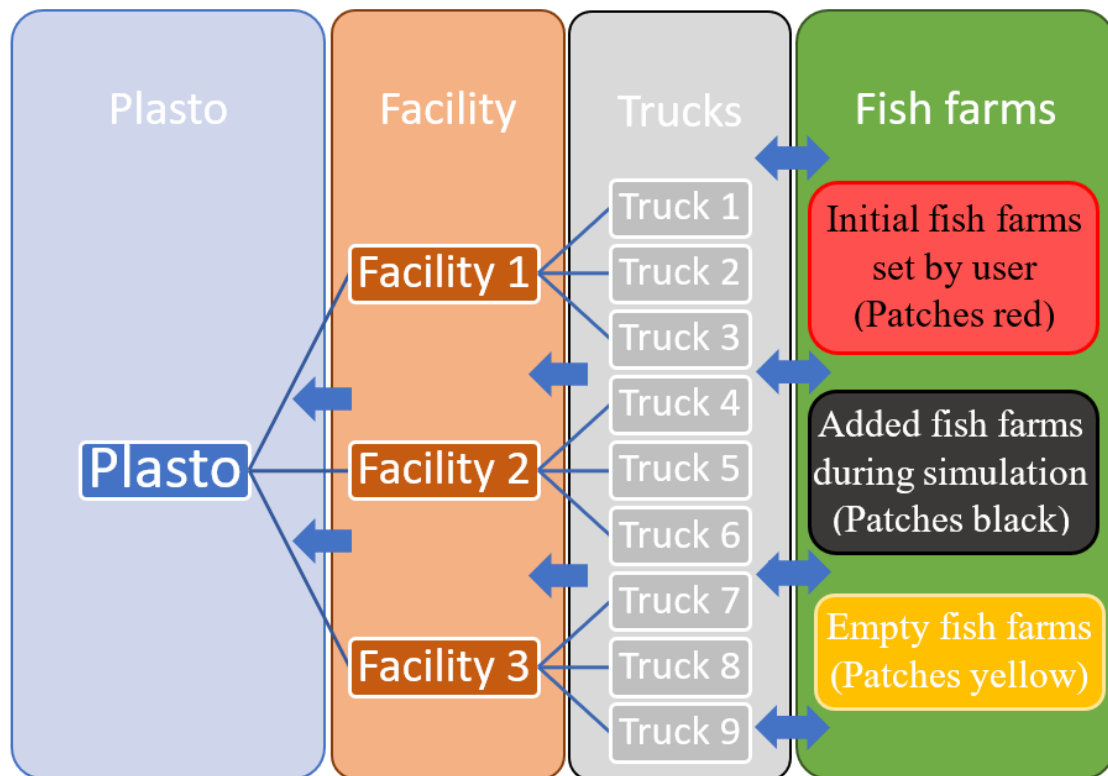 Plasto
Facility
Trucks
Fish farms
Plasto
Facility 1
Facility 2
Facility 3
Truck 1
Truck 2
Truck 3
Truck 4
Truck 5
Truck 6
Truck 7
Truck 8
Truck 9
Initial fish farms
set by user
(Patches red)
Added fish farms
during simulation
(Patches black)
Empty fish farms
(Patches yellow)